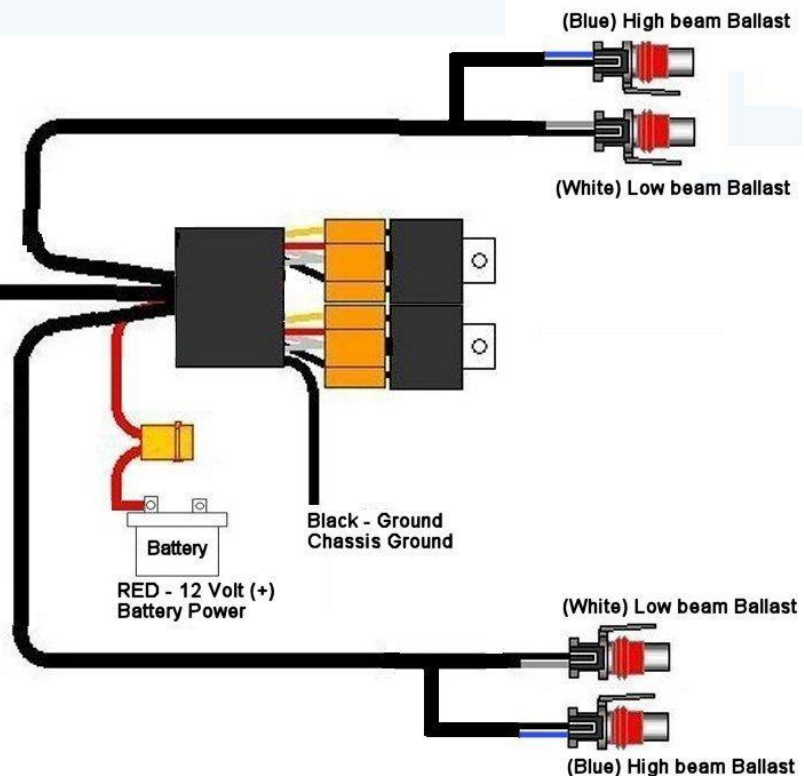 (Blue) High beam Ballast
(White) Low beam Ballast
Battery
Black - Ground
Chassis Ground
RED - 12 Volt (+)
Battery Power
(White) Low beam Ballast
(Blue) High beam Ballast